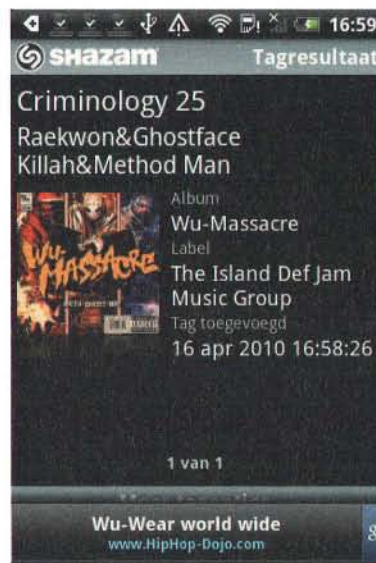 16:59
SHAZAM Tagresultaat
Criminology 25
Raekwon&Ghostface
Killah&Method Man
Album
Wu-Massacre
Label
The Island Def Jam
Music Group
Tag toegevoegd
16 apr 2010 16:58:26
WU-MASSACRE
1 van 1
Wu-Wear world wide
www.HipHop-Dojo.com
g